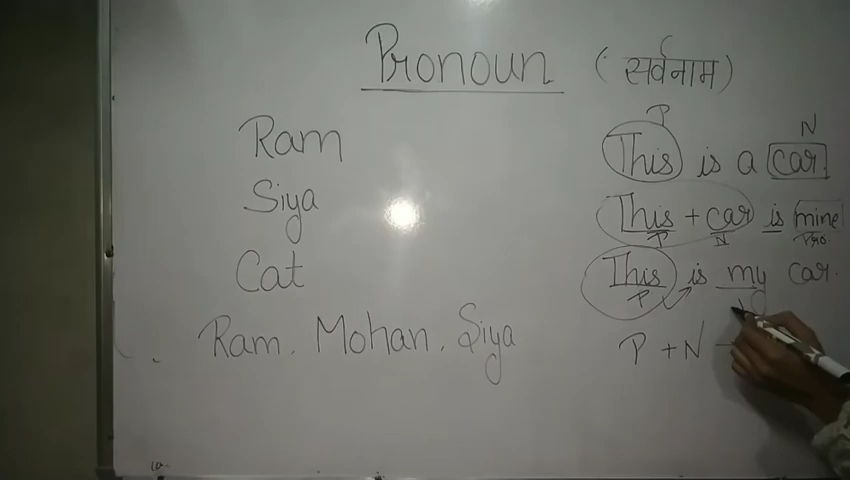 Pronoun (सर्वनाम)
Ram
Siya
Cat
Ram. Mohan. Siya
P N
This is a car.
This + car is mine
P N Pro.
This is my car.
P
P + N